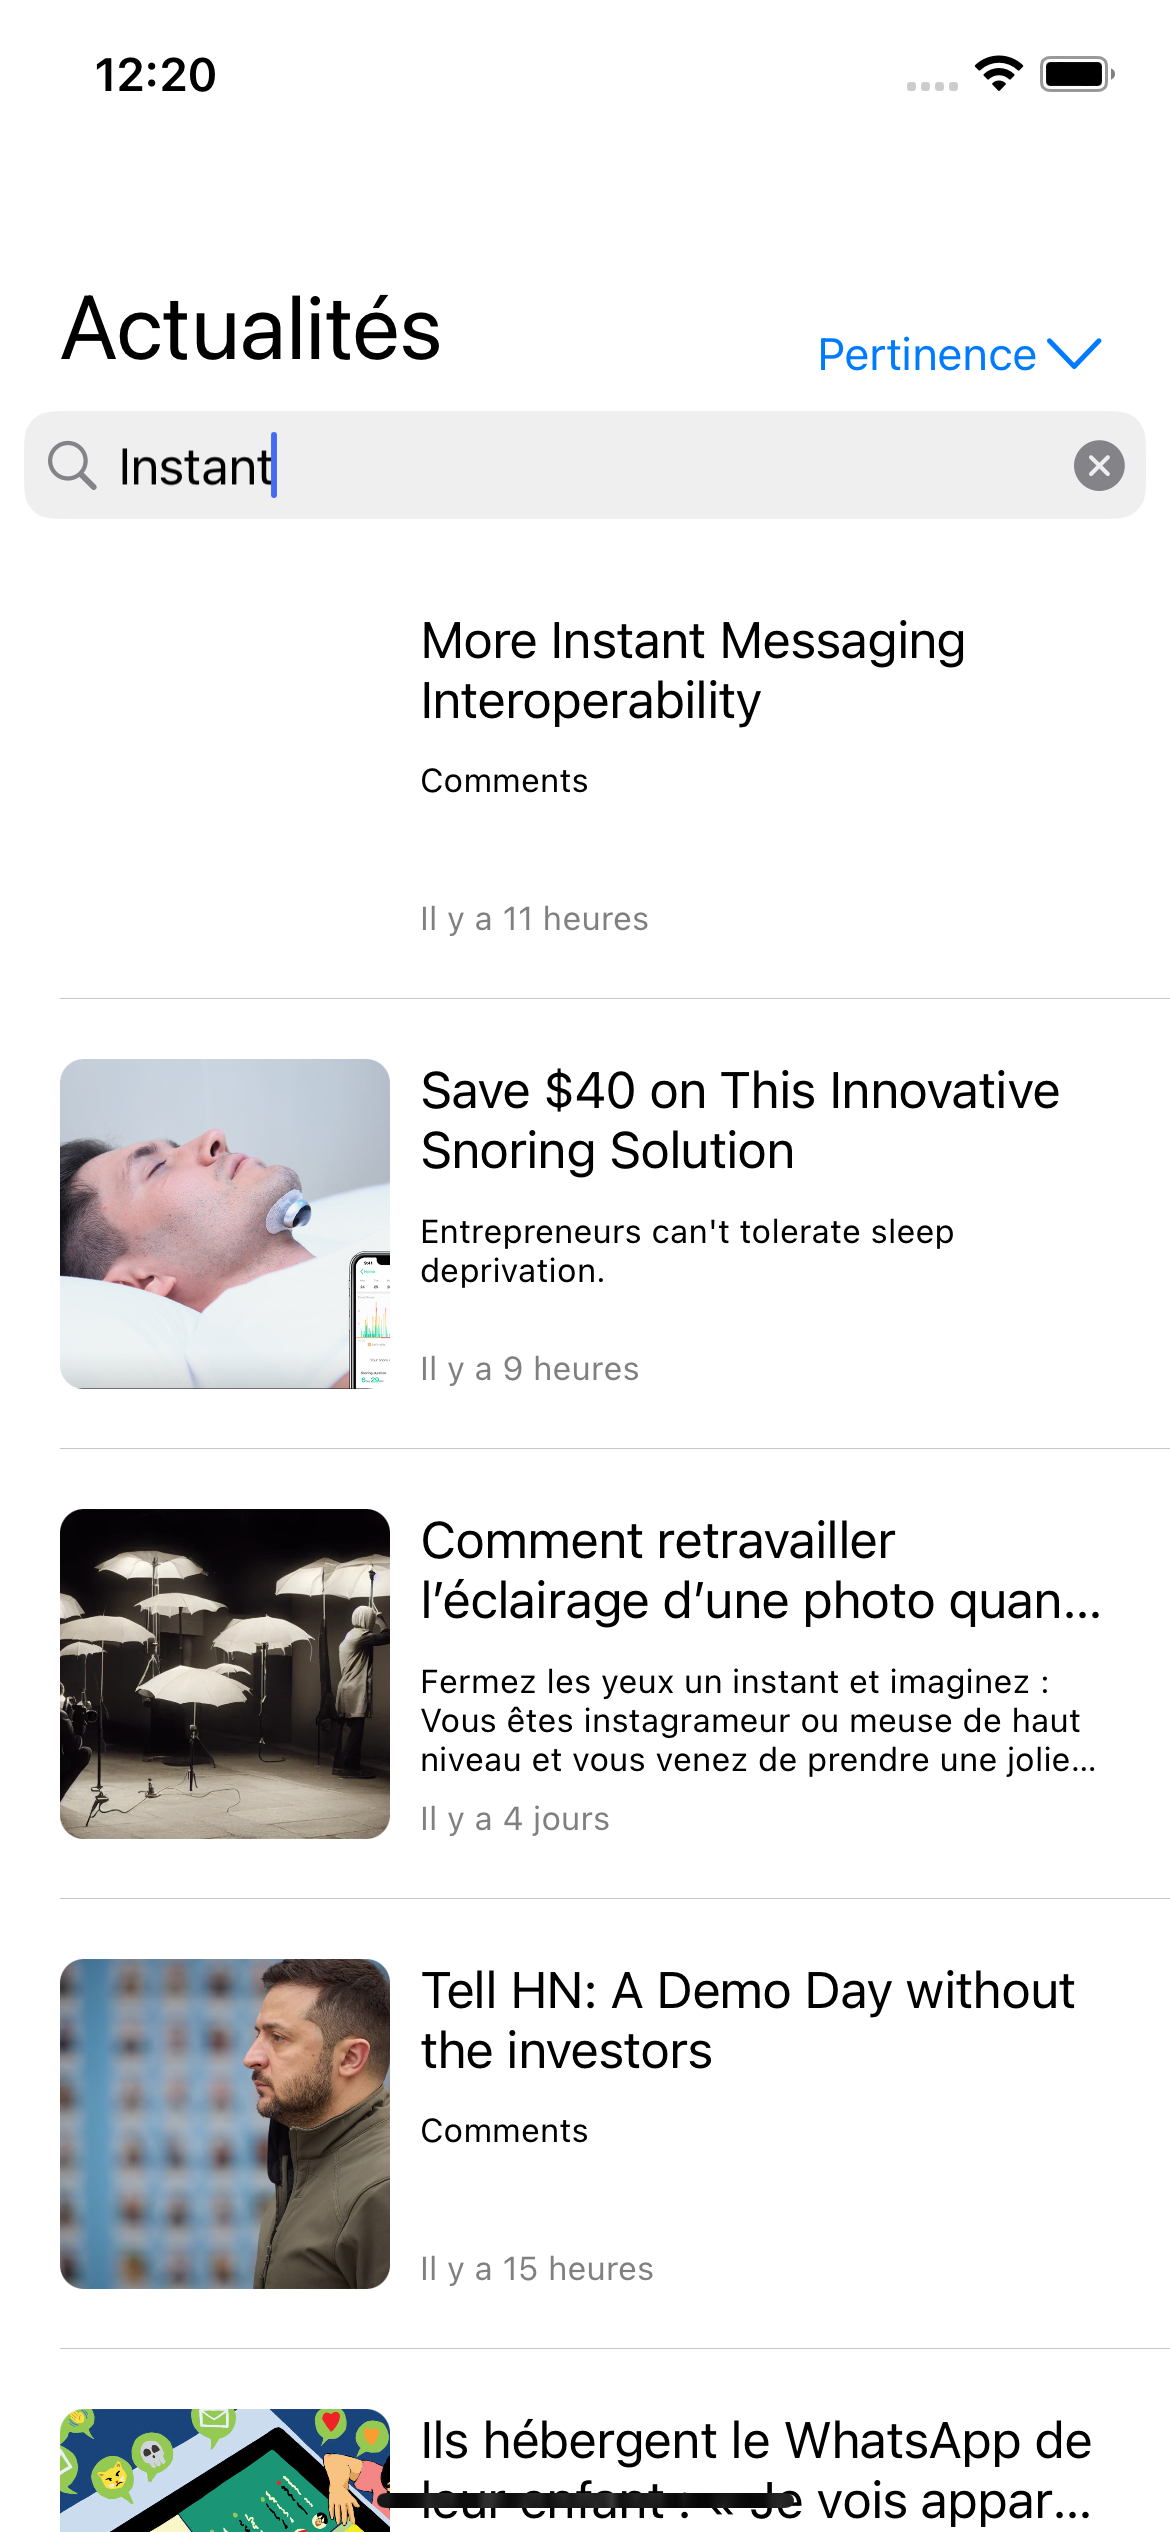 12:20
Actualités
Pertinence
Instant
More Instant Messaging
Interoperability
Comments
Il y a 11 heures
Save $40 on This Innovative
Snoring Solution
Entrepreneurs can't tolerate sleep
deprivation.
Il y a 9 heures
Comment retravailler
l’éclairage d’une photo quan...
Fermez les yeux un instant et imaginez :
Vous êtes instagrameur ou meuse de haut
niveau et vous venez de prendre une jolie...
Il y a 4 jours
Tell HN: A Demo Day without
the investors
Comments
Il y a 15 heures
Ils hébergent le WhatsApp de
leur enfant : « Je vois appar...